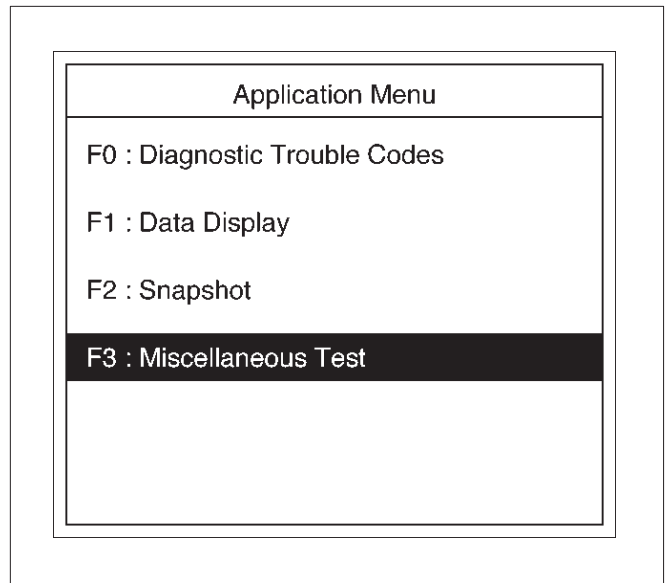 Application Menu
F0 : Diagnostic Trouble Codes
F1 : Data Display
F2 : Snapshot
F3 : Miscellaneous Test